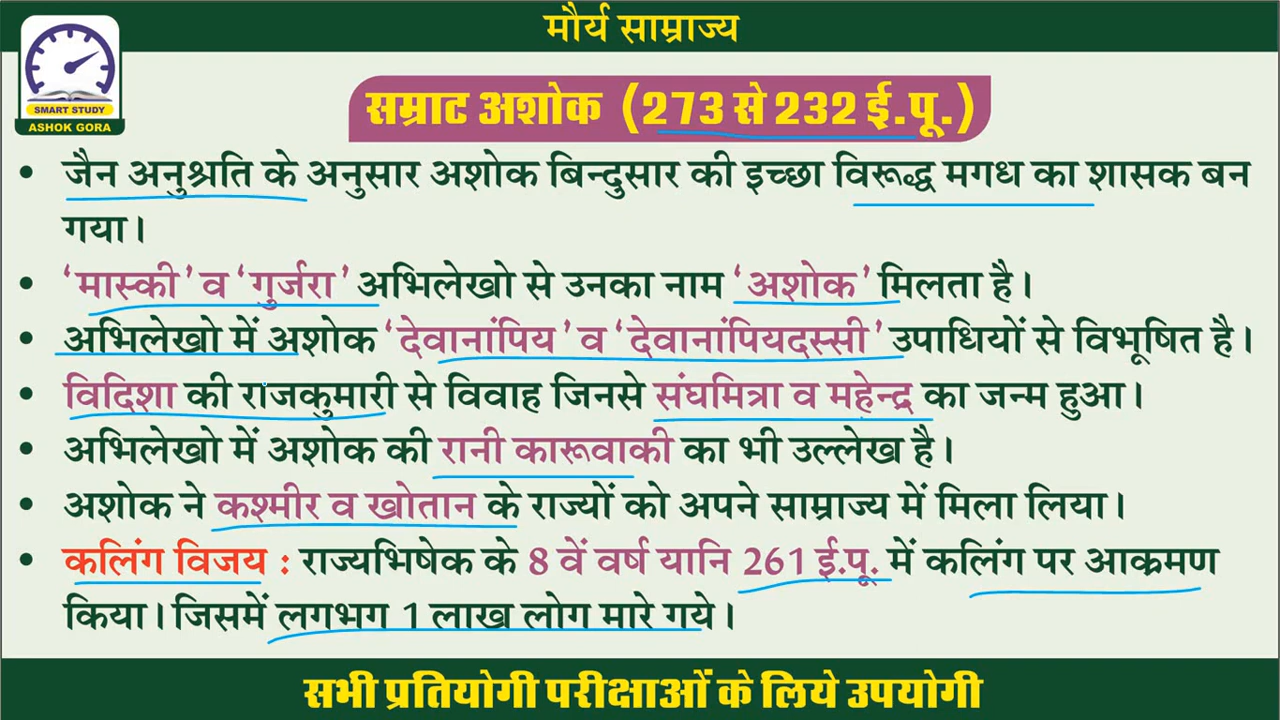 मौर्य साम्राज्य
SMART STUDY
ASHOK GORA
सम्राट अशोक (273 से 232 ई.पू.)
• जैन अनुश्रति के अनुसार अशोक बिन्दुसार की इच्छा विरूद्ध मगध का शासक बन
गया।
• ‘मास्की’ व ‘गुर्जरा’ अभिलेखो से उनका नाम ‘अशोक’ मिलता है।
• अभिलेखो में अशोक ‘देवानांपिय’ व ‘देवानांपियदस्सी’ उपाधियों से विभूषित है।
• विदिशा की राजकुमारी से विवाह जिनसे संघमित्रा व महेन्द्र का जन्म हुआ।
• अभिलेखो में अशोक की रानी कारूवाकी का भी उल्लेख है।
• अशोक ने कश्मीर व खोतान के राज्यों को अपने साम्राज्य में मिला लिया।
• कलिंग विजय : राज्यभिषेक के 8 वें वर्ष यानि 261 ई.पू. में कलिंग पर आक्रमण
किया। जिसमें लगभग 1 लाख लोग मारे गये।
सभी प्रतियोगी परीक्षाओं के लिये उपयोगी